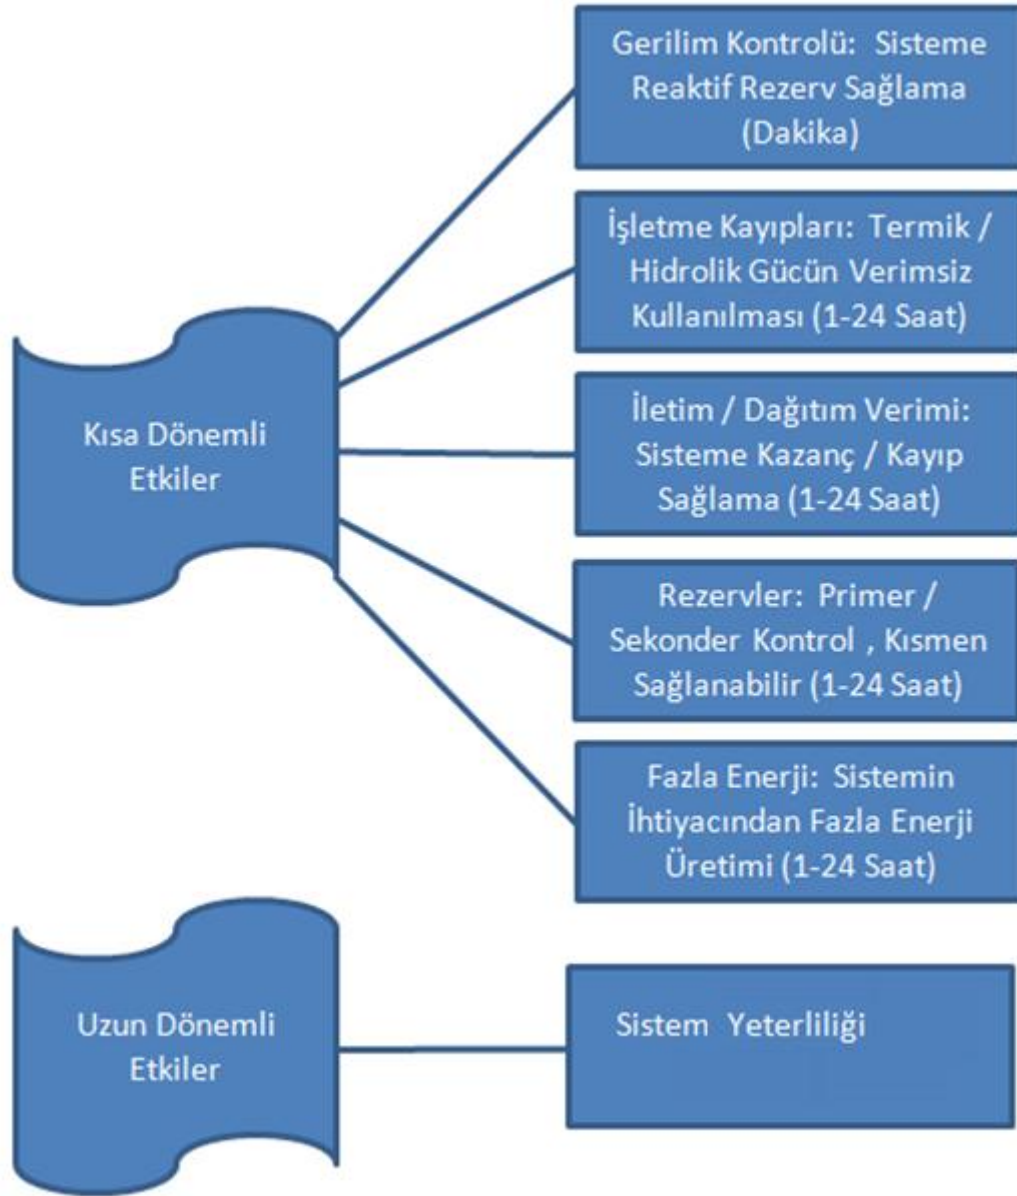 Gerilim Kontrolü: Sisteme
Reaktif Rezerv Sağlama
(Dakika)
İşletme Kayıpları: Termik /
Hidrolik Gücün Verimsiz
Kullanılması (1-24 Saat)
Kısa Dönemli
Etkiler
İletim / Dağıtım Verimi:
Sisteme Kazanç / Kayıp
Sağlama (1-24 Saat)
Rezervler: Primer /
Sekonder Kontrol , Kısmen
Sağlanabilir (1-24 Saat)
Fazla Enerji: Sistemin
İhtiyacından Fazla Enerji
Üretimi (1-24 Saat)
Uzun Dönemli
Etkiler
Sistem Yeterliliği